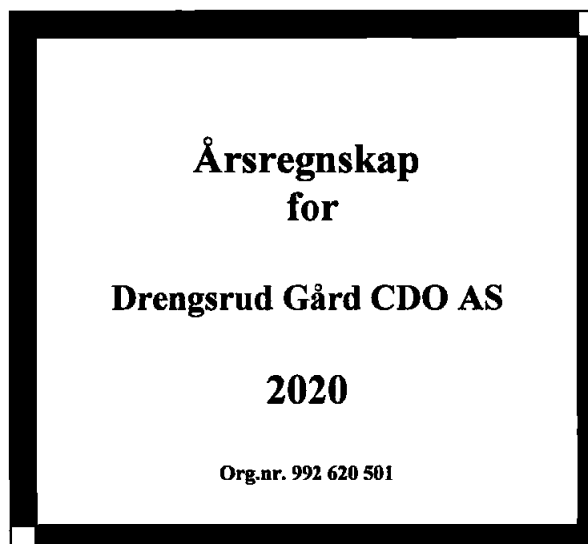 Årsregnskap
for
Drengsrud Gård CDO AS
2020
Org.nr. 992 620 501